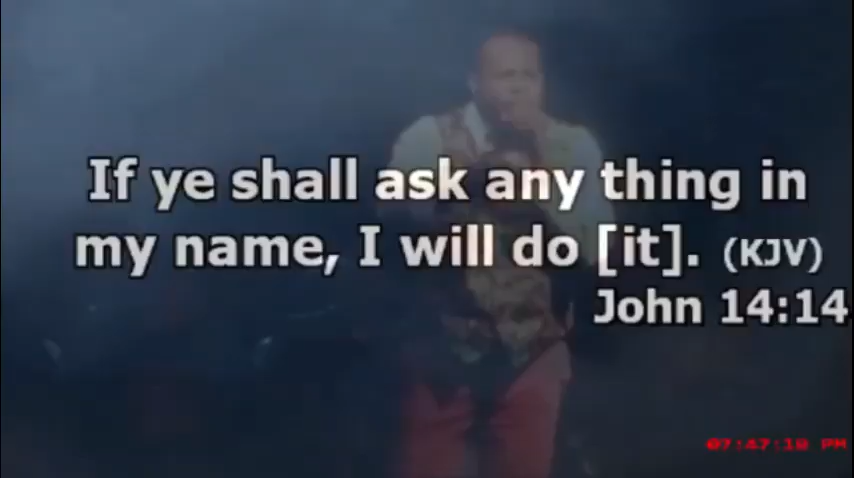 If ye shall ask any thing in
my name, I will do [it]. (KJV)
John 14:14
07:47:18 PM